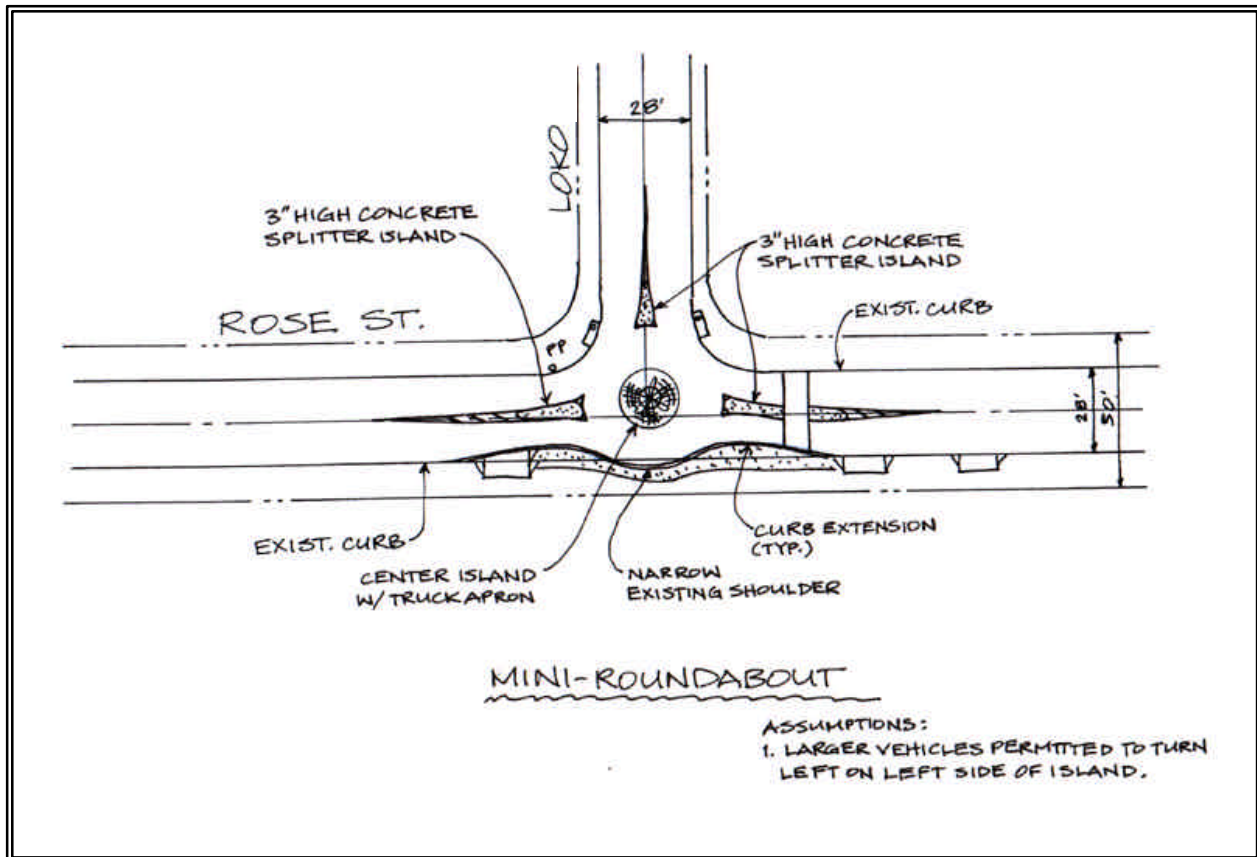 28'
LOKO
3" HIGH CONCRETE
SPLITTER ISLAND
3" HIGH CONCRETE
SPLITTER ISLAND
EXIST. CURB
ROSE ST.
PP
28'
50'
EXIST. CURB
CURB EXTENSION
(TYP.)
CENTER ISLAND
W/ TRUCK APRON
NARROW
EXISTING SHOULDER
MINI-ROUNDABOUT
ASSUMPTIONS:
1. LARGER VEHICLES PERMITTED TO TURN
LEFT ON LEFT SIDE OF ISLAND.